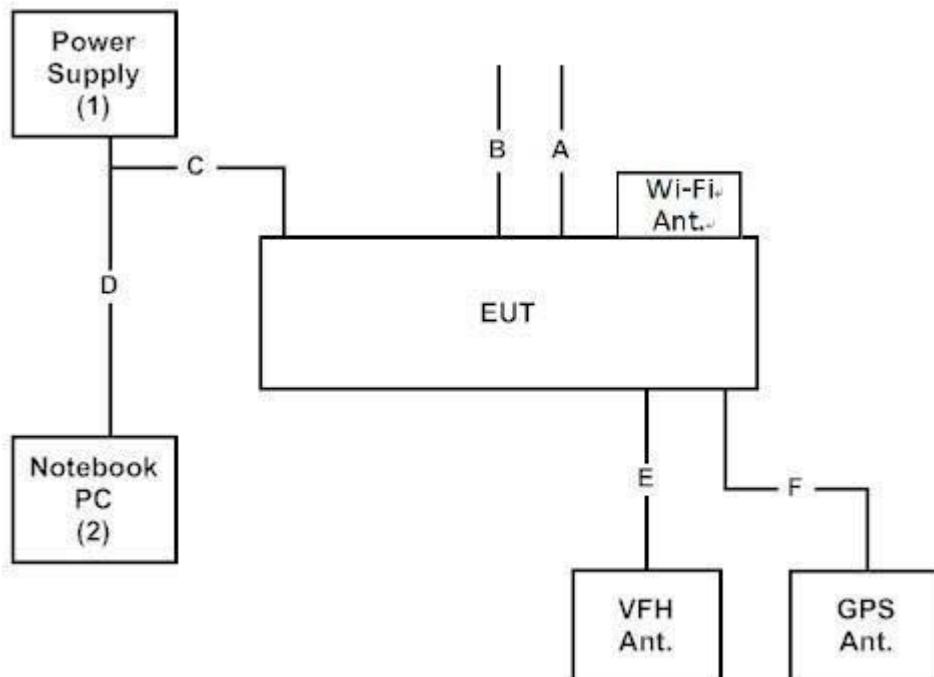 Power
Supply
(1)
C
B
A
Wi-Fi
Ant.
D
EUT
Notebook
PC
(2)
E
F
VFH
Ant.
GPS
Ant.